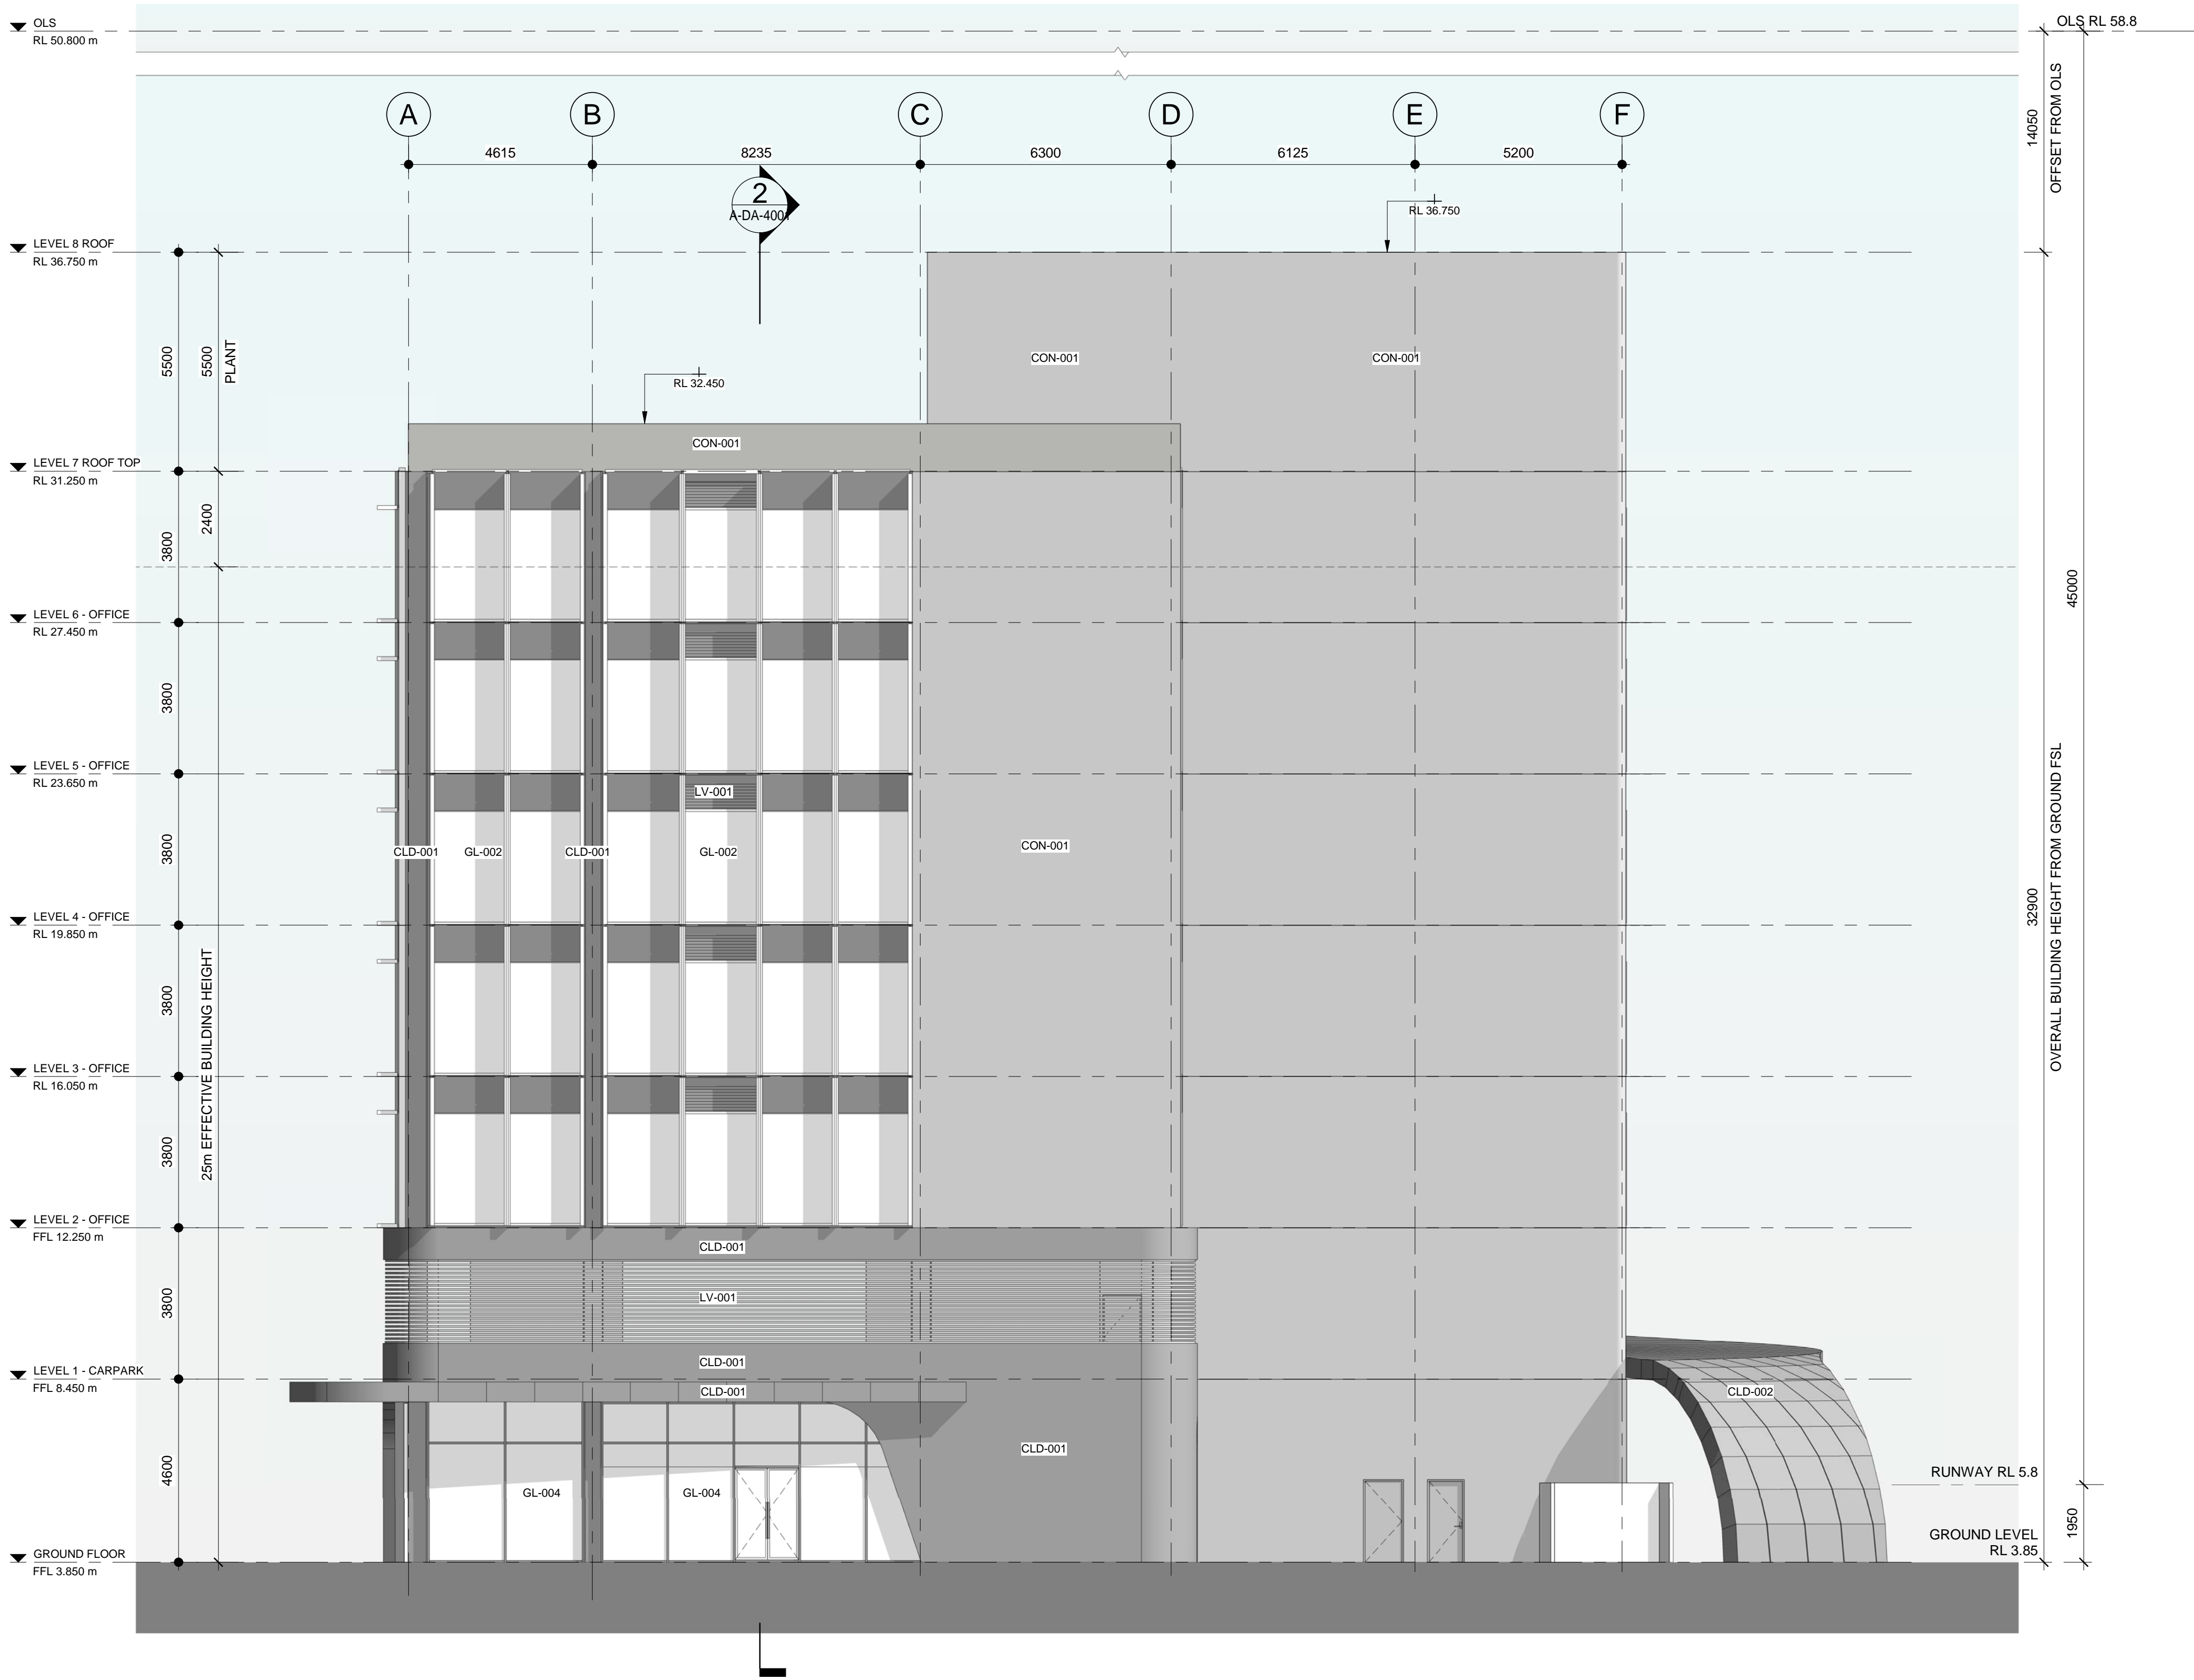 OLS
RL 50.800 m
OLS RL 58.8
A
B
C
D
E
F
4615
8235
6300
6125
5200
14050
OFFSET FROM OLS
2
A-DA-4001
RL 36.750
LEVEL 8 ROOF
RL 36.750 m
5500
5500
PLANT
CON-001
CON-001
RL 32.450
CON-001
LEVEL 7 ROOF TOP
RL 31.250 m
2400
3800
45000
LEVEL 6 - OFFICE
RL 27.450 m
3800
LEVEL 5 - OFFICE
RL 23.650 m
LV-001
3800
CLD-001
GL-002
CLD-001
GL-002
CON-001
32900
OVERALL BUILDING HEIGHT FROM GROUND FSL
LEVEL 4 - OFFICE
RL 19.850 m
3800
25m EFFECTIVE BUILDING HEIGHT
LEVEL 3 - OFFICE
RL 16.050 m
3800
LEVEL 2 - OFFICE
FFL 12.250 m
CLD-001
3800
LV-001
CLD-001
LEVEL 1 - CARPARK
FFL 8.450 m
CLD-001
CLD-002
4600
CLD-001
RUNWAY RL 5.8
GL-004
GL-004
1950
GROUND LEVEL
RL 3.85
GROUND FLOOR
FFL 3.850 m